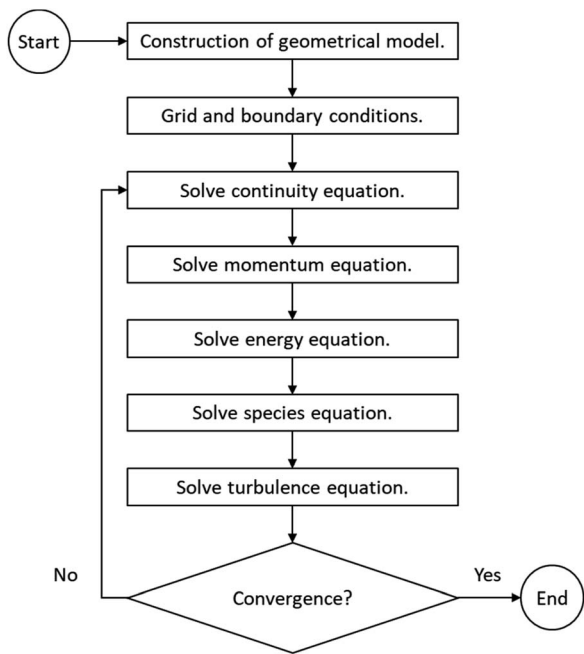 Start
Construction of geometrical model.
Grid and boundary conditions.
Solve continuity equation.
Solve momentum equation.
Solve energy equation.
Solve species equation.
Solve turbulence equation.
No
Convergence?
Yes
End